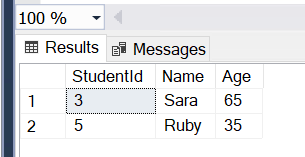 100 %
Results Messages
StudentId Name Age
1 3 Sara 65
2 5 Ruby 35